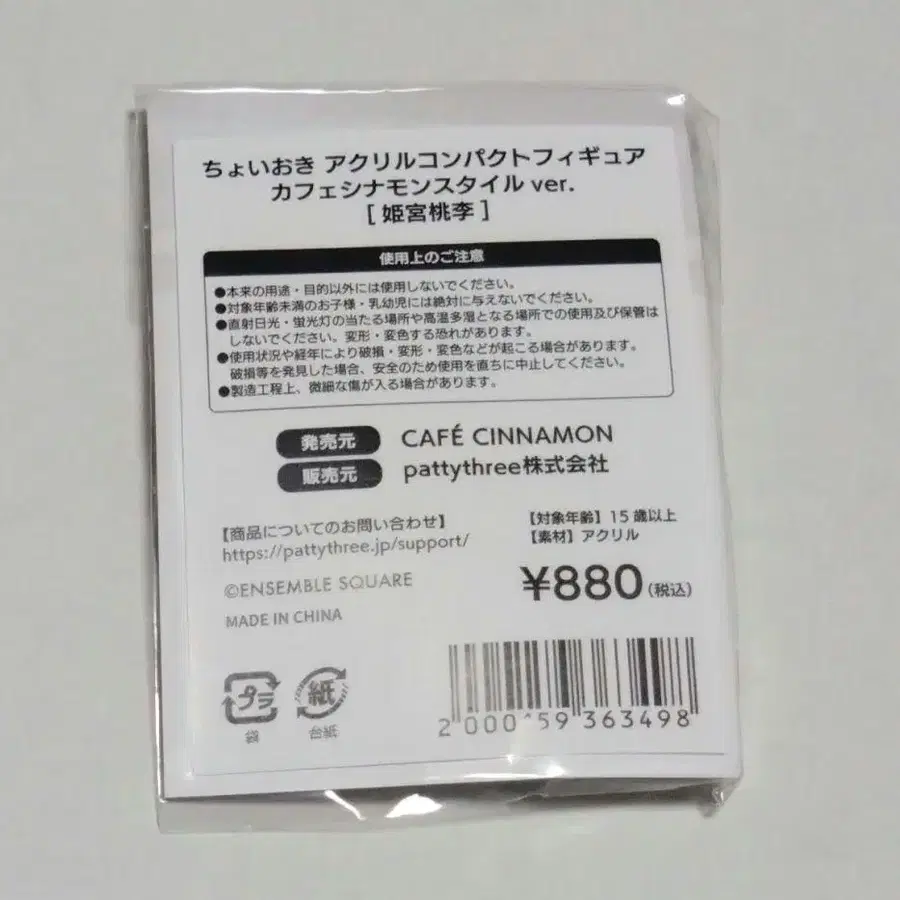 ちょいおき アクリルコンパクトフィギュア
カフェシナモンスタイル ver.
[ 姫宮桃李 ]
使用上のご注意
●本来の用途・目的以外には使用しないでください。
●対象年齢未満のお子様・乳幼児には絶対に与えないでください。
●直射日光・蛍光灯の当たる場所や高温多湿となる場所での使用及び保管は
しないでください。変形・変色する恐れがあります。
●使用状況や経年により破損・変形・変色などが起こる場合があります。
破損等を発見した場合、安全のため使用を直ちに中止してください。
●製造工程上、微細な傷が入る場合があります。
発売元 CAFÉ CINNAMON
販売元 pattythree株式会社
【商品についてのお問い合わせ】
https://pattythree.jp/support/
©ENSEMBLE SQUARE
MADE IN CHINA
【対象年齢】15歳以上
【素材】アクリル
¥880(税込)
プラ
袋
紙
台紙
2 000059 363498